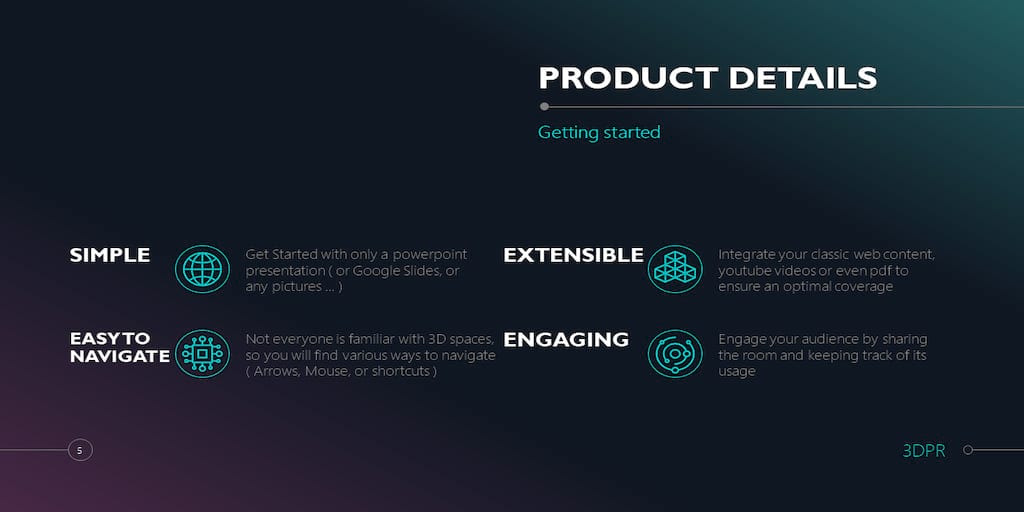 PRODUCT DETAILS
Getting started
SIMPLE
Get Started with only a powerpoint
presentation ( or Google Slides, or
any pictures ... )
EXTENSIBLE
Integrate your classic web content,
youtube videos or even pdf to
ensure an optimal coverage
EASY TO
NAVIGATE
Not everyone is familiar with 3D spaces,
so you will find various ways to navigate
( Arrows, Mouse, or shortcuts )
ENGAGING
Engage your audience by sharing
the room and keeping track of its
usage
5
3DPR